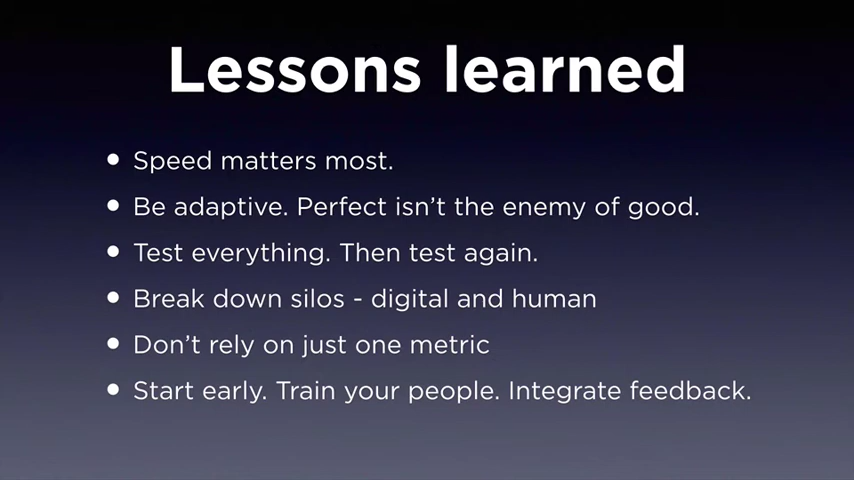 Lessons learned
• Speed matters most.
• Be adaptive. Perfect isn't the enemy of good.
• Test everything. Then test again.
• Break down silos - digital and human
• Don't rely on just one metric
• Start early. Train your people. Integrate feedback.